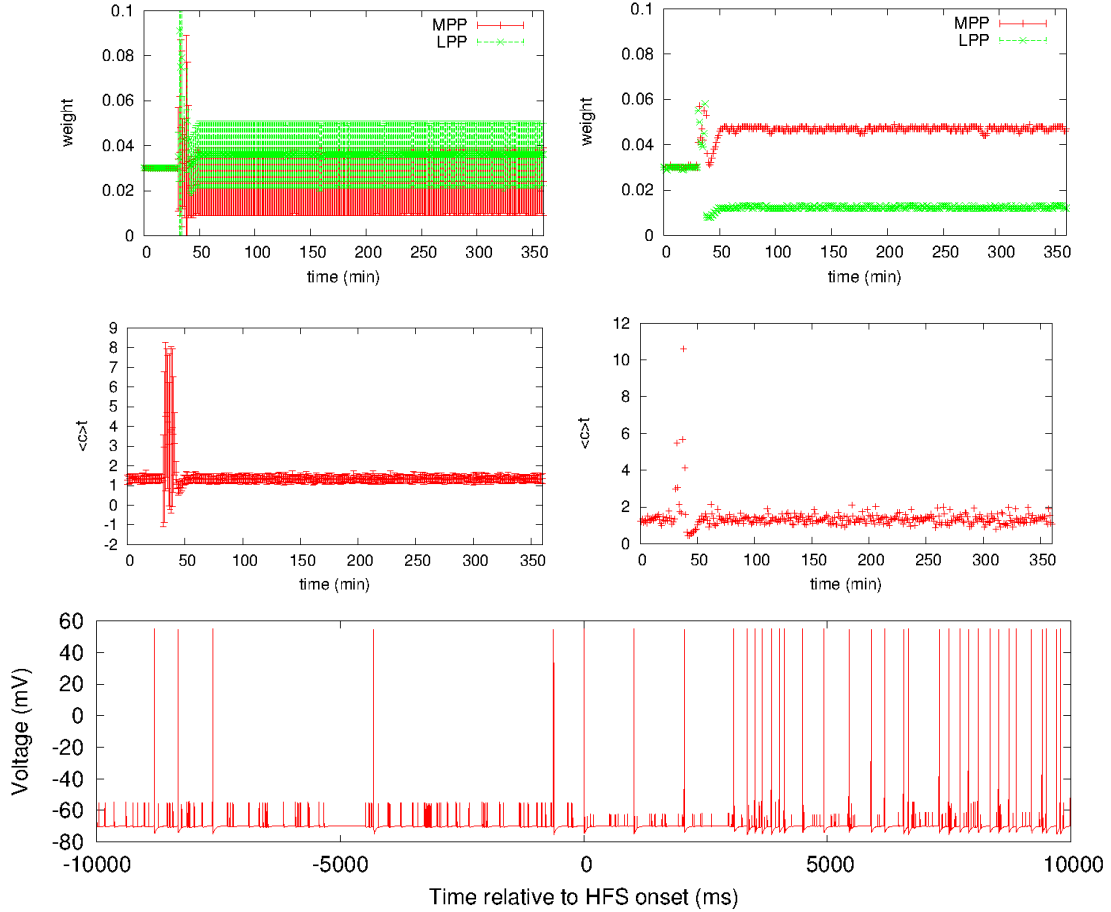 0.1
0.08
0.06
0.04
0.02
0
weight
MPP
LPP
0 50 100 150 200 250 300 350
time (min)
0.1
0.08
0.06
0.04
0.02
0
weight
MPP
LPP
0 50 100 150 200 250 300 350
time (min)
9
8
7
6
5
4
3
2
1
0
-1
-2
<c>t
0 50 100 150 200 250 300 350
time (min)
12
10
8
6
4
2
0
<c>t
0 50 100 150 200 250 300 350
time (min)
60
40
20
0
-20
-40
-60
-80
Voltage (mV)
-10000 -5000 0 5000 10000
Time relative to HFS onset (ms)